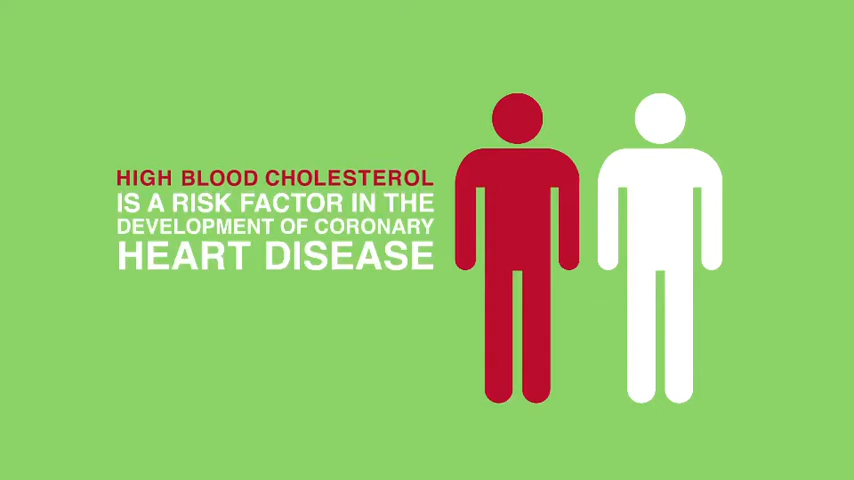 HIGH BLOOD CHOLESTEROL
IS A RISK FACTOR IN THE
DEVELOPMENT OF CORONARY
HEART DISEASE